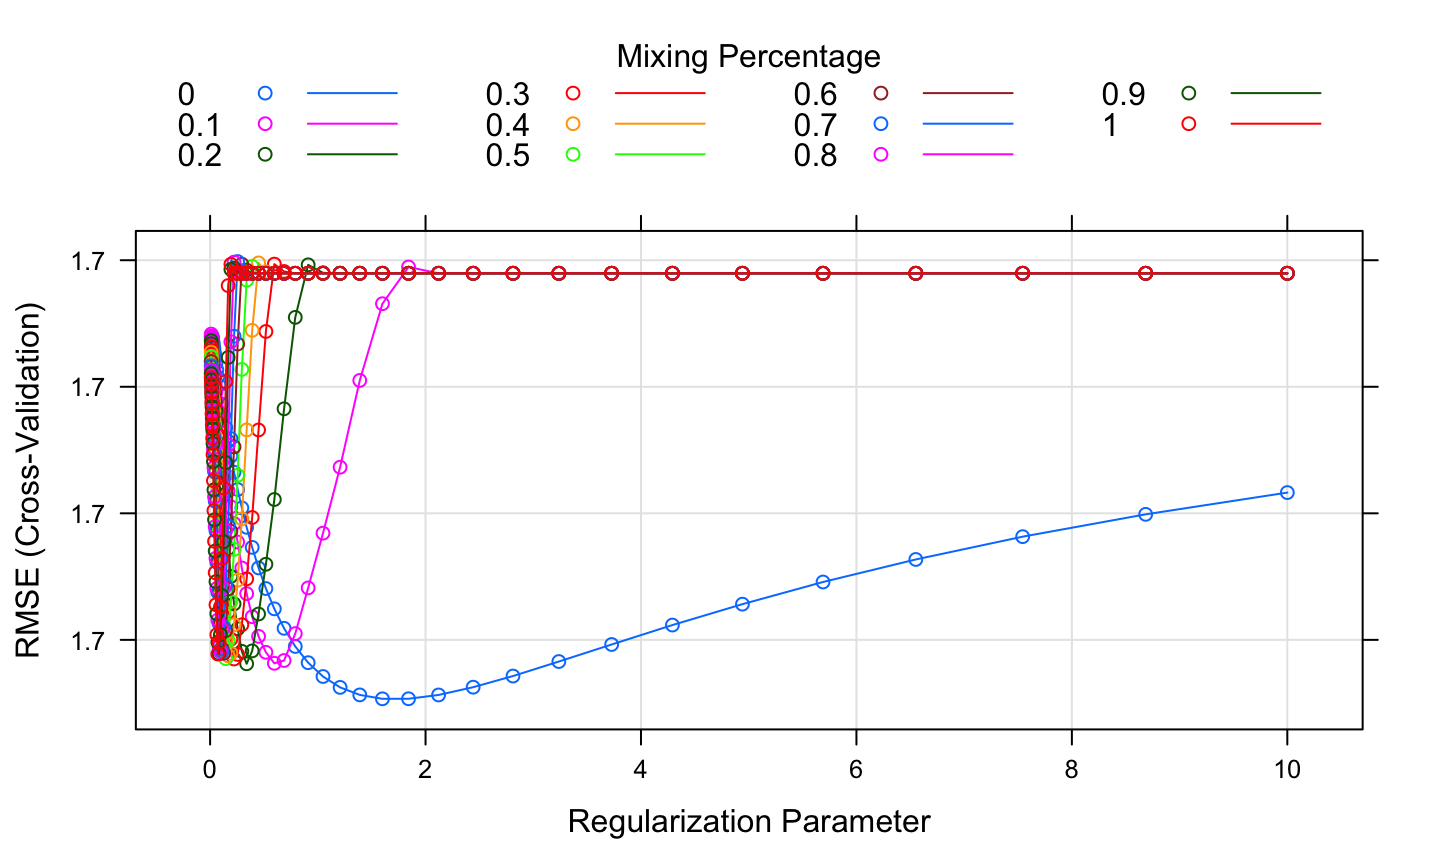 Mixing Percentage
0 0.3 0.6 0.9
0.1 0.4 0.7 1
0.2 0.5 0.8
1.7
1.7
1.7
1.7
RMSE (Cross-Validation)
0 2 4 6 8 10
Regularization Parameter